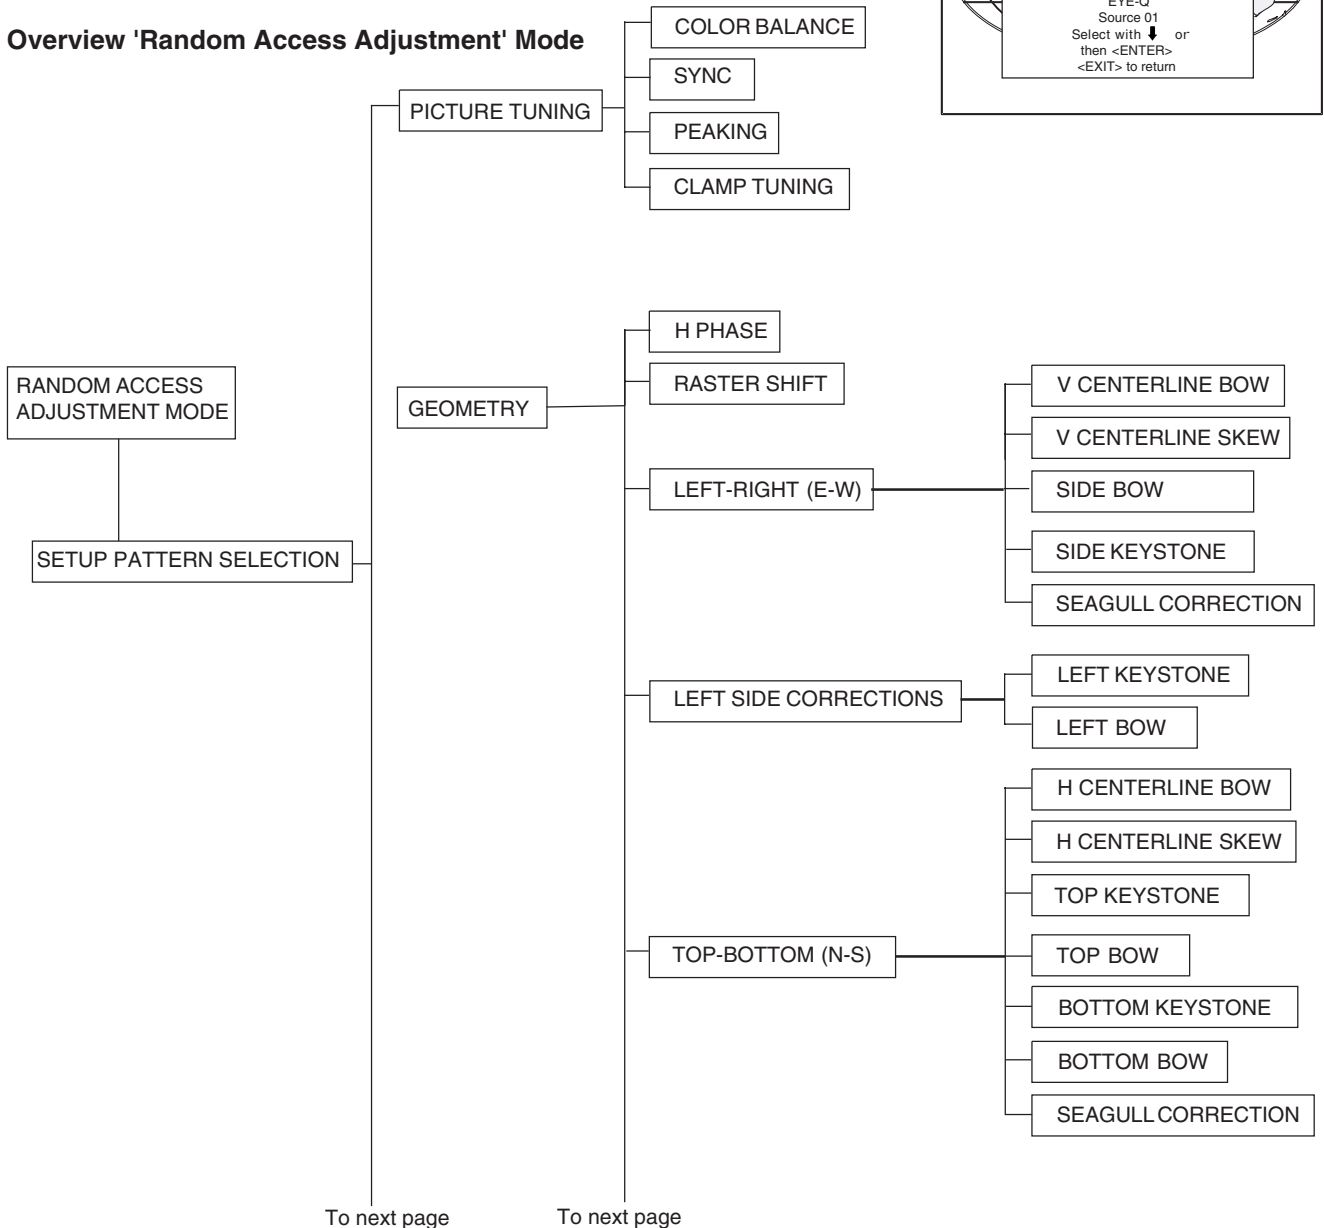 EYE-Q
Source 01
Select with or
then <ENTER>
<EXIT> to return
Overview 'Random Access Adjustment' Mode
COLOR BALANCE
SYNC
PICTURE TUNING
PEAKING
CLAMP TUNING
H PHASE
RASTER SHIFT
RANDOM ACCESS
ADJUSTMENT MODE
GEOMETRY
V CENTERLINE BOW
V CENTERLINE SKEW
LEFT-RIGHT (E-W)
SIDE BOW
SETUP PATTERN SELECTION
SIDE KEYSTONE
SEAGULL CORRECTION
LEFT SIDE CORRECTIONS
LEFT KEYSTONE
LEFT BOW
H CENTERLINE BOW
H CENTERLINE SKEW
TOP KEYSTONE
TOP-BOTTOM (N-S)
TOP BOW
BOTTOM KEYSTONE
BOTTOM BOW
SEAGULL CORRECTION
To next page
To next page